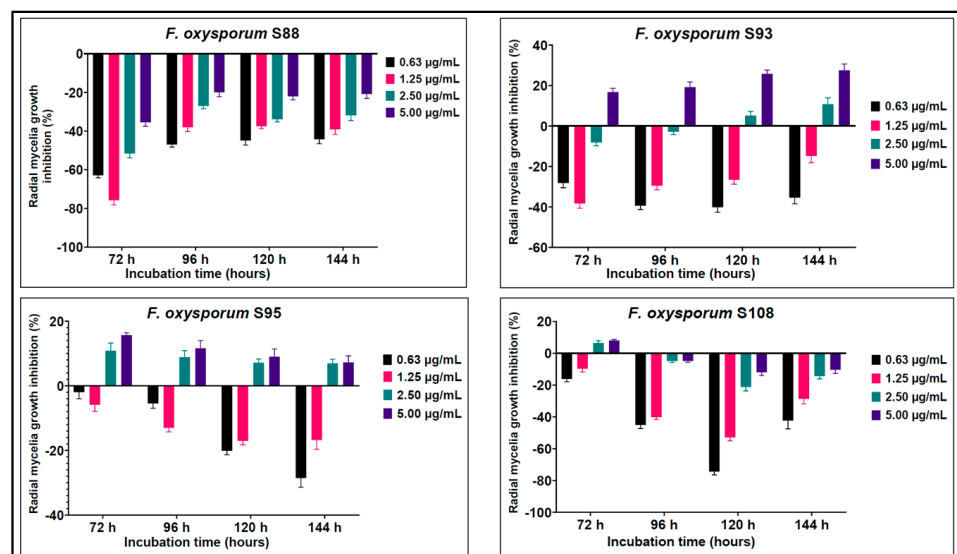 F. oxysporum S88
Radial mycelia growth
inhibition (%)
0
-20
-40
-60
-80
-100
72 h
96 h
120 h
144 h
Incubation time (hours)
0.63 µg/mL
1.25 µg/mL
2.50 µg/mL
5.00 µg/mL
F. oxysporum S93
Radial mycelia growth inhibition (%)
40
20
0
-20
-40
-60
72 h
96 h
120 h
144 h
Incubation time (hours)
0.63 µg/mL
1.25 µg/mL
2.50 µg/mL
5.00 µg/mL
F. oxysporum S95
Radial mycelia growth inhibition (%)
20
0
-20
-40
72 h
96 h
120 h
144 h
Incubation time (hours)
0.63 µg/mL
1.25 µg/mL
2.50 µg/mL
5.00 µg/mL
F. oxysporum S108
Radial mycelia growth inhibition (%)
20
0
-20
-40
-60
-80
-100
72 h
96 h
120 h
144 h
Incubation time (hours)
0.63 µg/mL
1.25 µg/mL
2.50 µg/mL
5.00 µg/mL